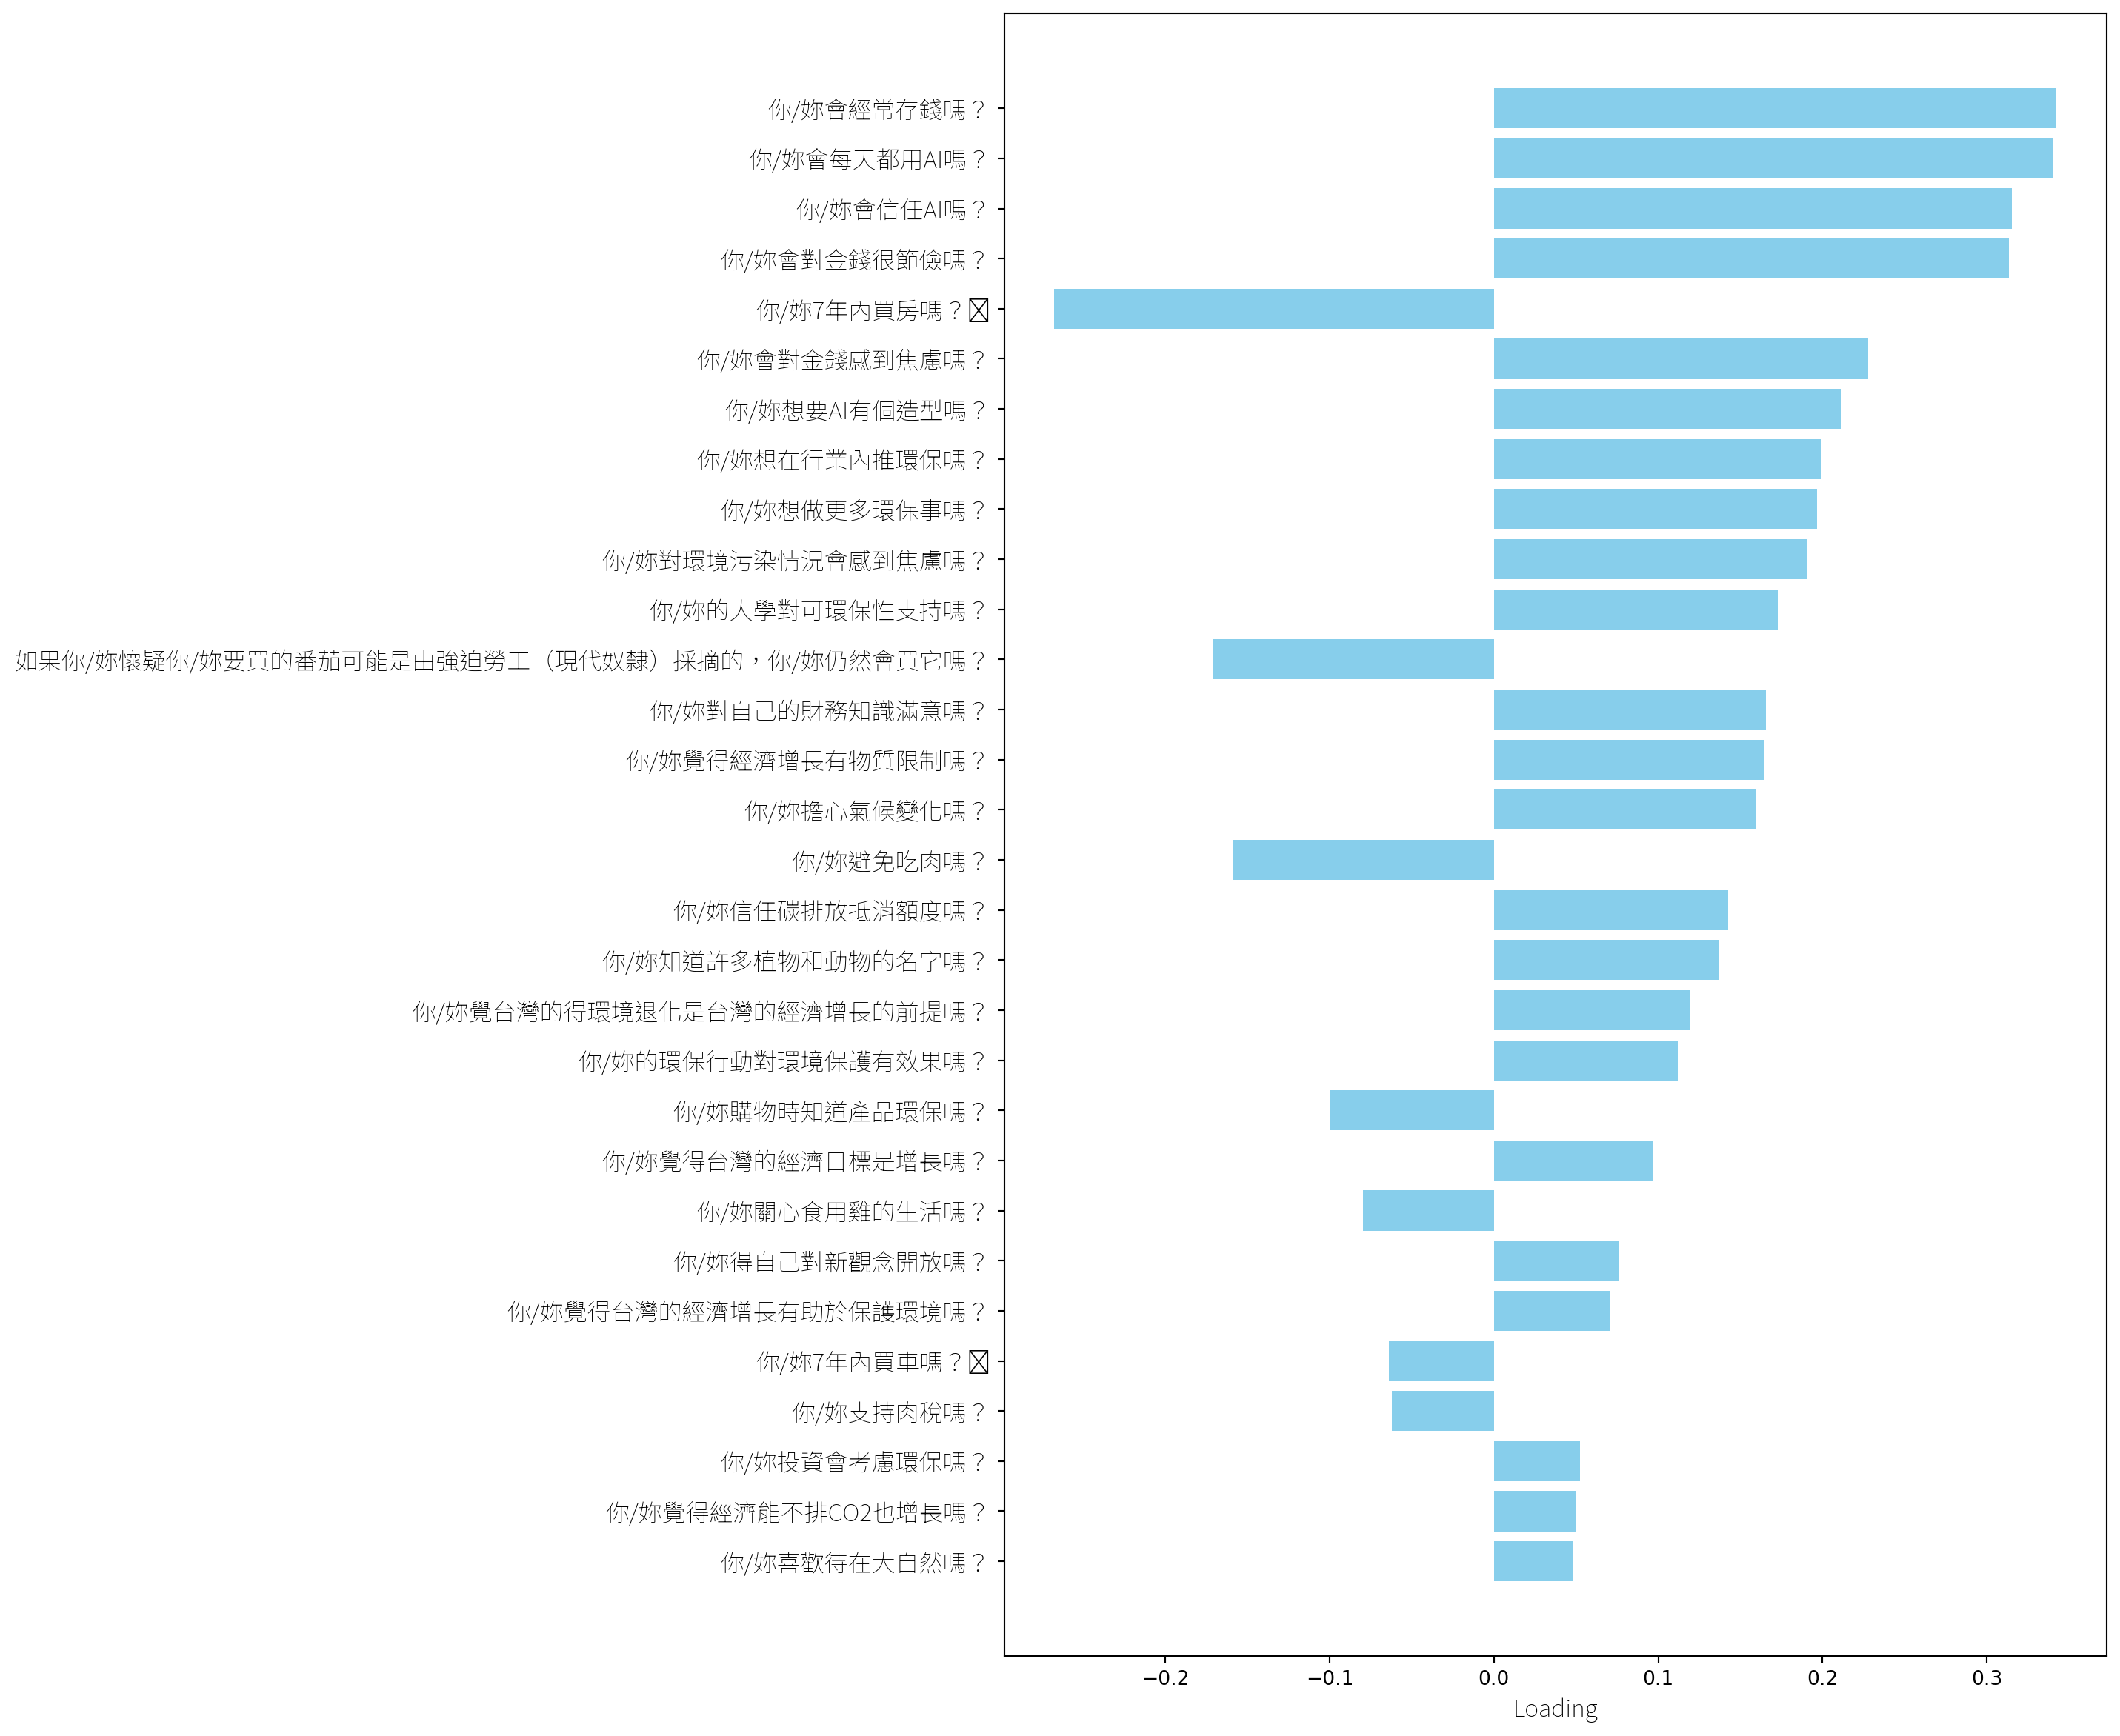 你/妳會經常存錢嗎？
你/妳會每天都用AI嗎？
你/妳會信任AI嗎？
你/妳會對金錢很節儉嗎？
你/妳7年內買房嗎？
你/妳會對金錢感到焦慮嗎？
你/妳想要AI有個造型嗎？
你/妳想在行業內推環保嗎？
你/妳想做更多環保事嗎？
你/妳對環境污染情況會感到焦慮嗎？
你/妳的大學對可環保性支持嗎？
如果你/妳懷疑你/妳要買的番茄可能是由強迫勞工（現代奴隸）採摘的，你/妳仍然會買它嗎？
你/妳對自己的財務知識滿意嗎？
你/妳覺得經濟增長有物質限制嗎？
你/妳擔心氣候變化嗎？
你/妳避免吃肉嗎？
你/妳信任碳排放抵消額度嗎？
你/妳知道許多植物和動物的名字嗎？
你/妳覺台灣的得環境退化是台灣的經濟增長的前提嗎？
你/妳的環保行動對環境保護有效果嗎？
你/妳購物時知道產品環保嗎？
你/妳覺得台灣的經濟目標是增長嗎？
你/妳關心食用雞的生活嗎？
你/妳得自己對新觀念開放嗎？
你/妳覺得台灣的經濟增長有助於保護環境嗎？
你/妳7年內買車嗎？
你/妳支持肉稅嗎？
你/妳投資會考慮環保嗎？
你/妳覺得經濟能不排CO2也增長嗎？
你/妳喜歡待在大自然嗎？
−0.2 −0.1 0.0 0.1 0.2 0.3
Loading